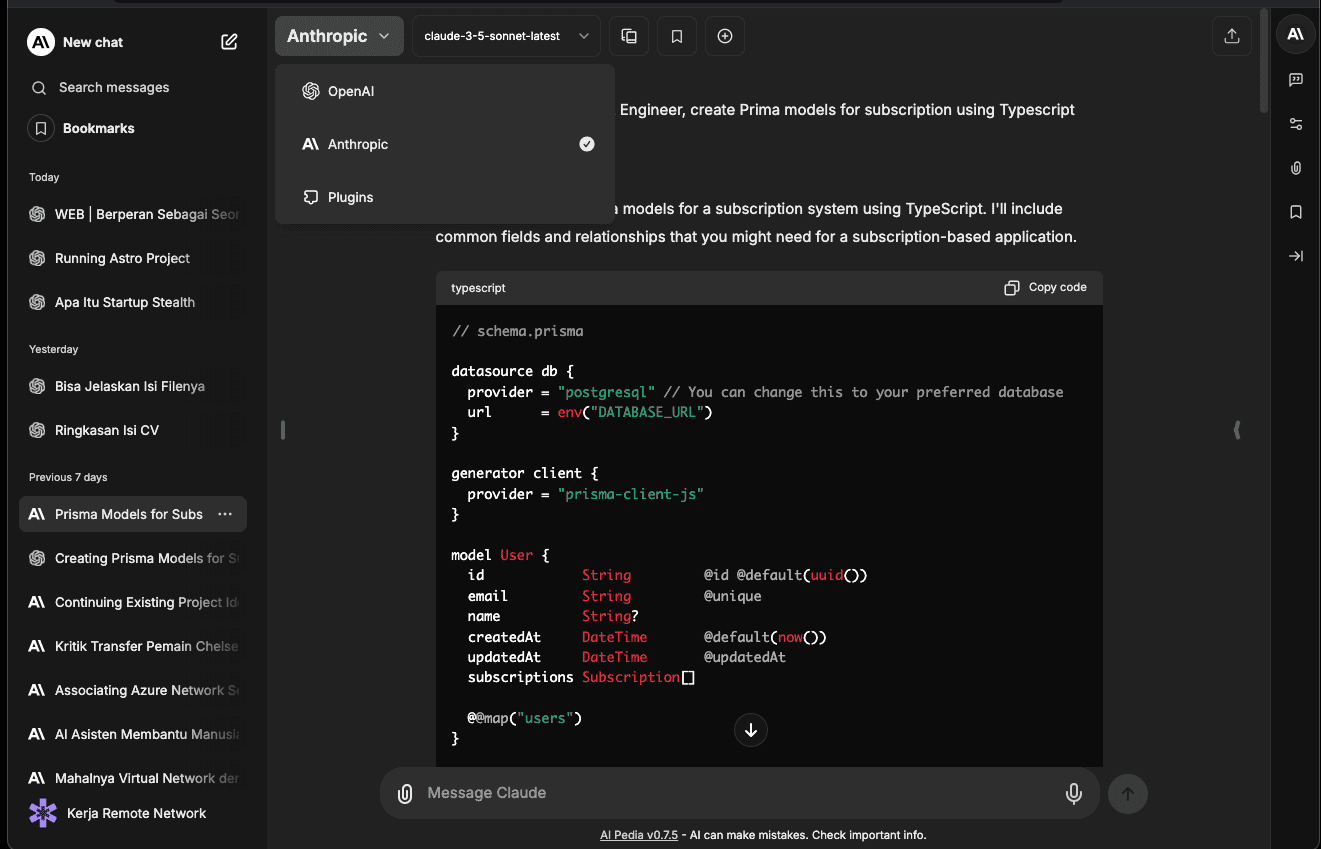 New chat
Search messages
Bookmarks
Today
WEB | Berperan Sebagai Seor
Running Astro Project
Apa Itu Startup Stealth
Yesterday
Bisa Jelaskan Isi Filenya
Ringkasan Isi CV
Previous 7 days
Prisma Models for Subs
Creating Prisma Models for Su
Continuing Existing Project Ide
Kritik Transfer Pemain Chelse
Associating Azure Network Se
AI Asisten Membantu Manusia
Mahalnya Virtual Network den
Kerja Remote Network
Anthropic
claude-3-5-sonnet-latest
OpenAI
Anthropic
Plugins
Engineer, create Prima models for subscription using Typescript
models for a subscription system using TypeScript. I'll include
common fields and relationships that you might need for a subscription-based application.
typescript
Copy code
// schema.prisma
datasource db {
provider = "postgresql" // You can change this to your preferred database
url = env("DATABASE_URL")
}
generator client {
provider = "prisma-client-js"
}
model User {
id String @id @default(uuid())
email String @unique
name String?
createdAt DateTime @default(now())
updatedAt DateTime @updatedAt
subscriptions Subscription[]
@@map("users")
}
Message Claude
AI Pedia v0.7.5 - AI can make mistakes. Check important info.